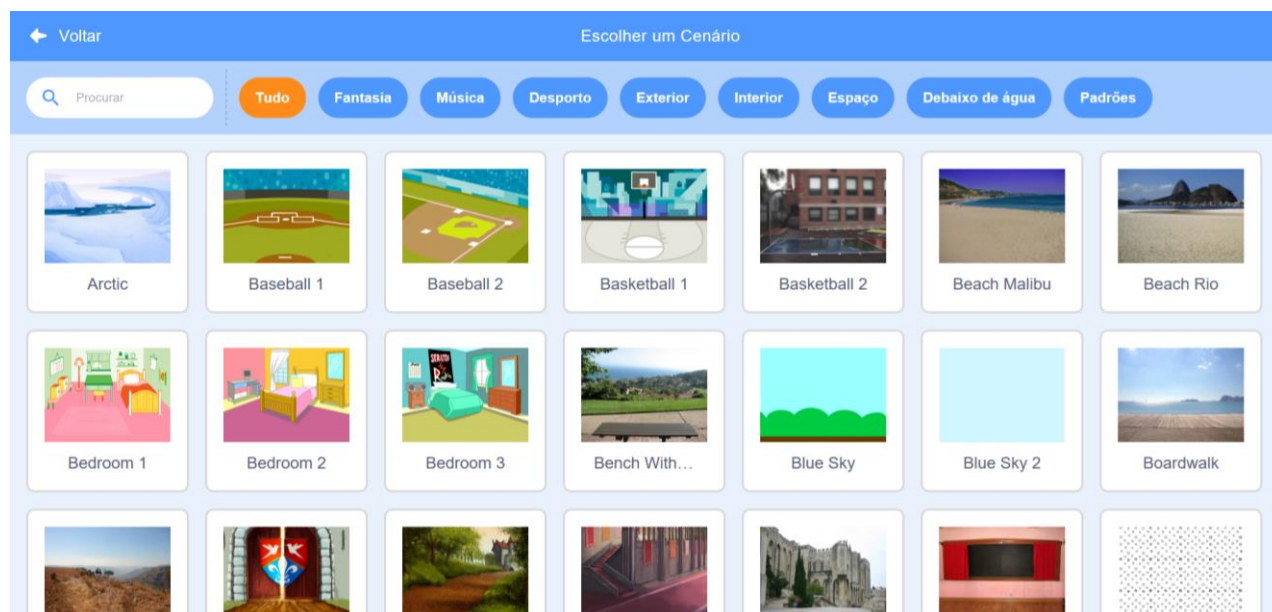 Voltar
Escolher um Cenário
Procurar
Tudo
Fantasia
Música
Desporto
Exterior
Interior
Espaço
Debaixo de água
Padrões
Arctic
Baseball 1
Baseball 2
Basketball 1
Basketball 2
Beach Malibu
Beach Rio
Bedroom 1
Bedroom 2
Bedroom 3
Bench With...
Blue Sky
Blue Sky 2
Boardwalk